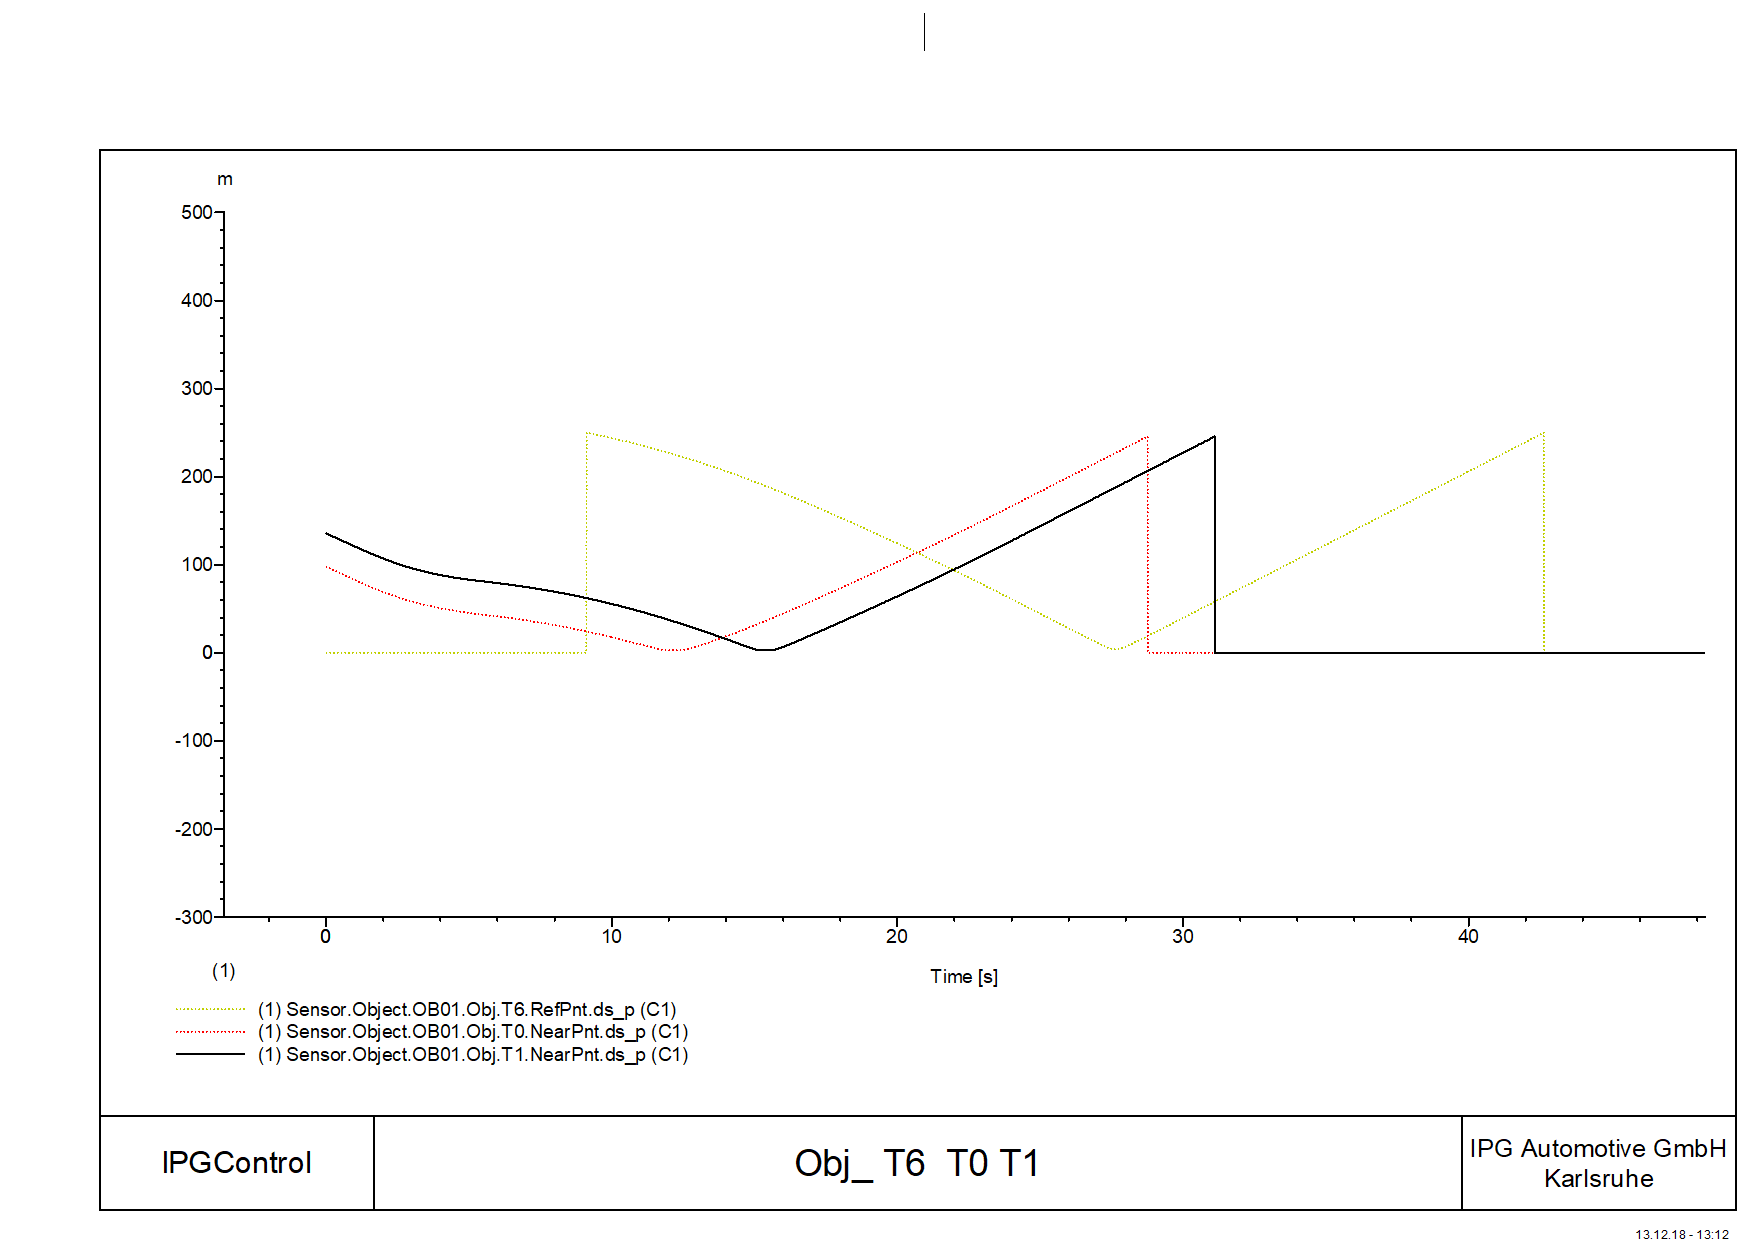 m
500
400
300
200
100
0
-100
-200
-300
0 10 20 30 40
(1)
Time [s]
(1) Sensor.Object.OB01.Obj.T6.RefPnt.ds_p (C1)
(1) Sensor.Object.OB01.Obj.T0.NearPnt.ds_p (C1)
(1) Sensor.Object.OB01.Obj.T1.NearPnt.ds_p (C1)
IPGControl
Obj_ T6  T0 T1
IPG Automotive GmbH
Karlsruhe
13.12.18 - 13:12